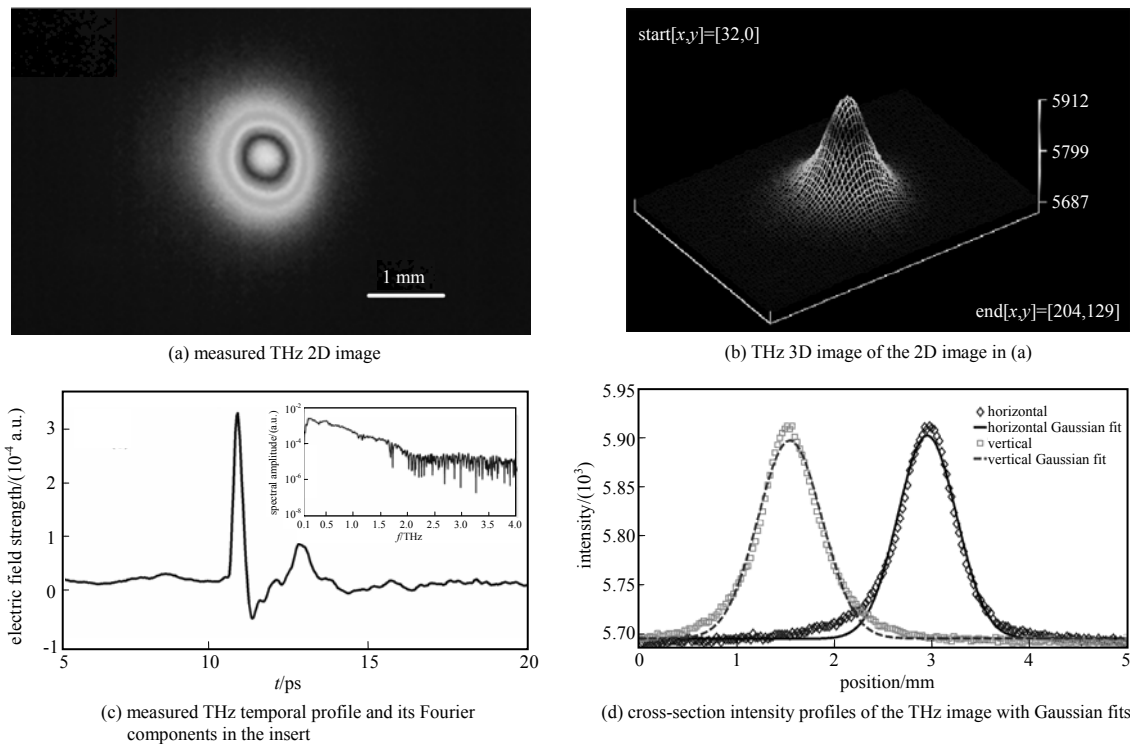 1 mm
(a) measured THz 2D image
start[x,y]=[32,0]
5912
5799
5687
end[x,y]=[204,129]
(b) THz 3D image of the 2D image in (a)
electric field strength/(10⁻⁴ a.u.)
3
2
1
0
-1
5
10
15
20
t/ps
spectral amplitude/(a.u.)
10⁻²
10⁻⁴
10⁻⁶
10⁻⁸
0.1
0.5
1.0
1.5
2.0
2.5
3.0
3.5
4.0
f/THz
(c) measured THz temporal profile and its Fourier
components in the insert
intensity/(10³)
5.95
5.90
5.85
5.80
5.75
5.70
0
1
2
3
4
5
position/mm
horizontal
horizontal Gaussian fit
vertical
vertical Gaussian fit
(d) cross-section intensity profiles of the THz image with Gaussian fits